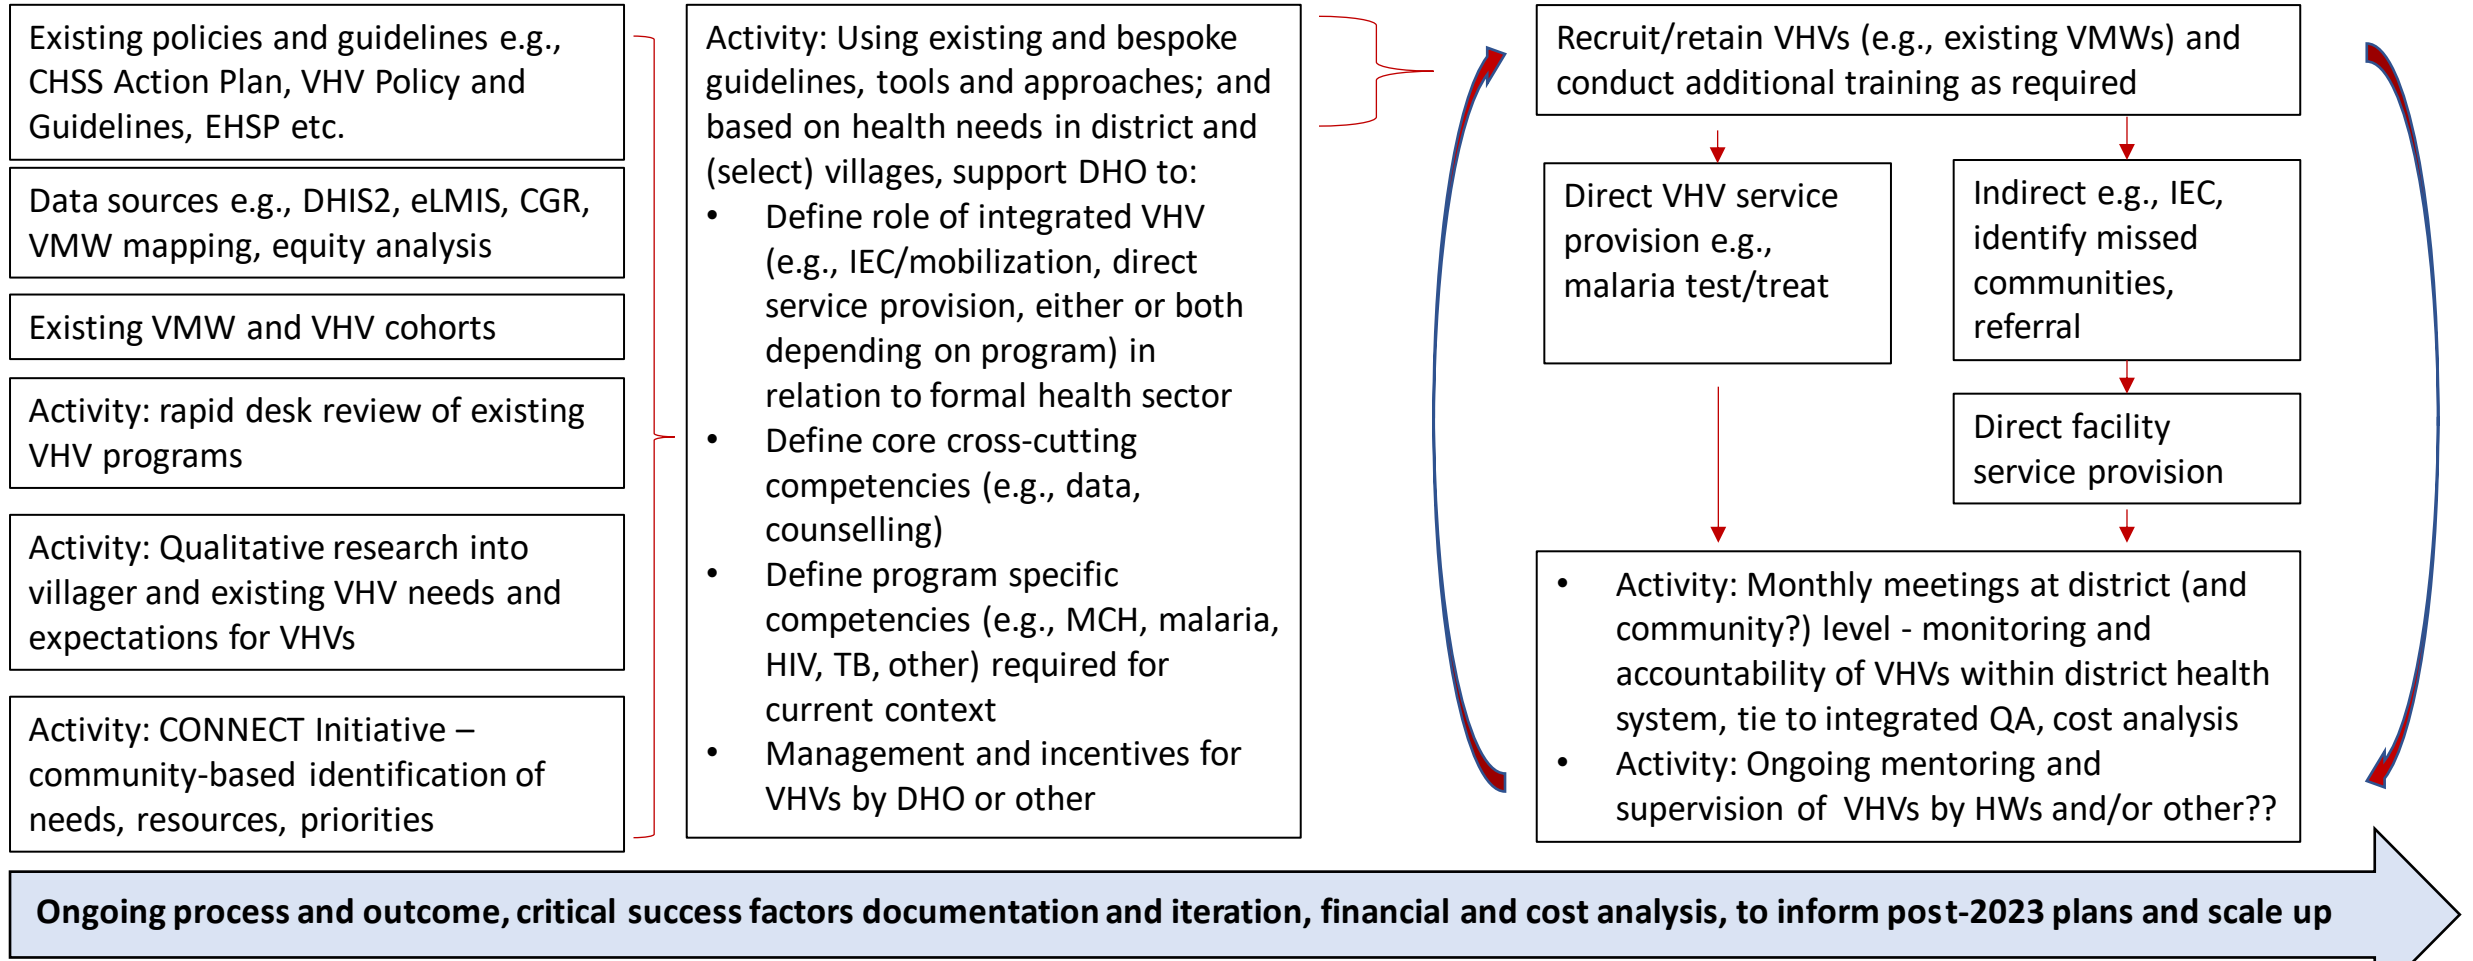 Existing policies and guidelines e.g.,
CHSS Action Plan, VHV Policy and
Guidelines, EHSP etc.
Data sources e.g., DHIS2, eLMIS, CGR,
VMW mapping, equity analysis
Existing VMW and VHV cohorts
Activity: rapid desk review of existing
VHV programs
Activity: Qualitative research into
villager and existing VHV needs and
expectations for VHVs
Activity: CONNECT Initiative –
community-based identification of
needs, resources, priorities
Activity: Using existing and bespoke
guidelines, tools and approaches; and
based on health needs in district and
(select) villages, support DHO to:
• Define role of integrated VHV
(e.g., IEC/mobilization, direct
service provision, either or both
depending on program) in
relation to formal health sector
• Define core cross-cutting
competencies (e.g., data,
counselling)
• Define program specific
competencies (e.g., MCH, malaria,
HIV, TB, other) required for
current context
• Management and incentives for
VHVs by DHO or other
Recruit/retain VHVs (e.g., existing VMWs) and
conduct additional training as required
Direct VHV service
provision e.g.,
malaria test/treat
Indirect e.g., IEC,
identify missed
communities,
referral
Direct facility
service provision
• Activity: Monthly meetings at district (and
community?) level - monitoring and
accountability of VHVs within district health
system, tie to integrated QA, cost analysis
• Activity: Ongoing mentoring and
supervision of VHVs by HWs and/or other??
Ongoing process and outcome, critical success factors documentation and iteration, financial and cost analysis, to inform post-2023 plans and scale up